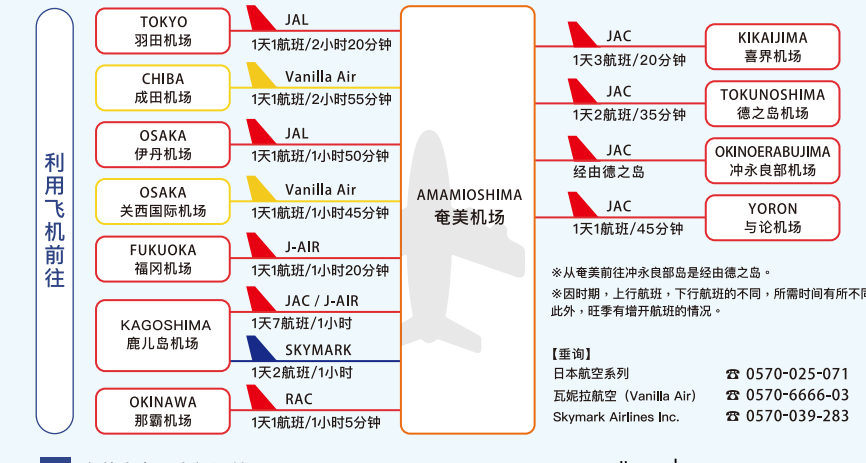 利用飞机前往
TOKYO
羽田机场
JAL
1天1航班/2小时20分钟
CHIBA
成田机场
Vanilla Air
1天1航班/2小时55分钟
OSAKA
伊丹机场
JAL
1天1航班/1小时50分钟
OSAKA
关西国际机场
Vanilla Air
1天1航班/1小时45分钟
FUKUOKA
福冈机场
J-AIR
1天1航班/1小时20分钟
KAGOSHIMA
鹿儿岛机场
JAC / J-AIR
1天7航班/1小时
SKYMARK
1天2航班/1小时
OKINAWA
那霸机场
RAC
1天1航班/1小时5分钟
AMAMIOSHIMA
奄美机场
JAC
1天3航班/20分钟
KIKAIJIMA
喜界机场
JAC
1天2航班/35分钟
TOKUNOSHIMA
德之岛机场
JAC
经由德之岛
OKINOERABUJIMA
冲永良部机场
JAC
1天1航班/45分钟
YORON
与论机场
※从奄美前往冲永良部岛是经由德之岛。
※因时期，上行航班，下行航班的不同，所需时间有所不同
此外，旺季有增开航班的情况。
【垂询】
日本航空系列 ☎ 0570-025-071
瓦妮拉航空（Vanilla Air） ☎ 0570-6666-03
Skymark Airlines Inc. ☎ 0570-039-283